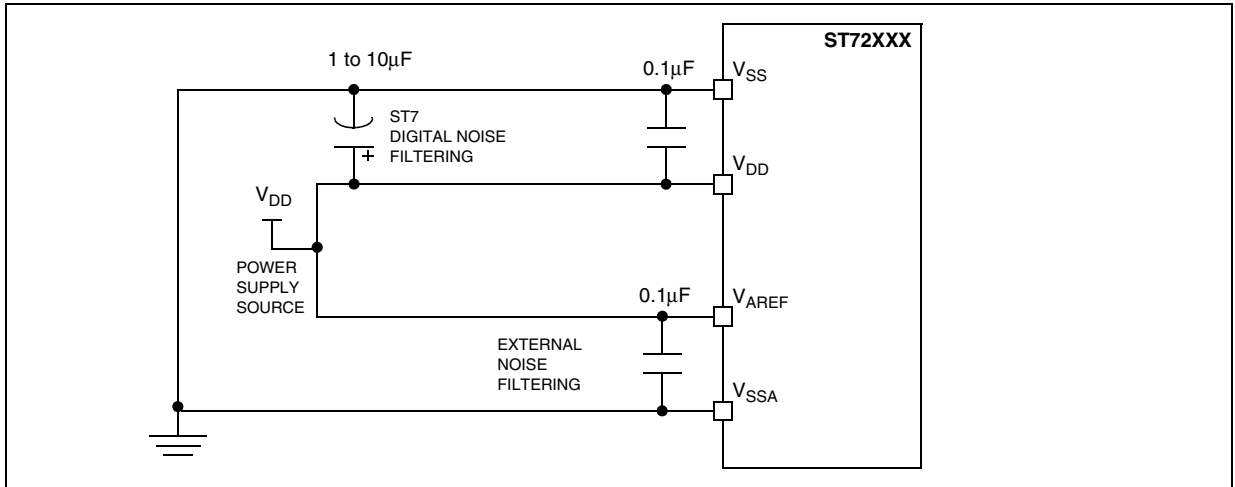 ST72XXX
1 to 10μF
0.1μF
VSS
ST7
DIGITAL NOISE
FILTERING
+
VDD
VDD
POWER
SUPPLY
SOURCE
0.1μF
VAREF
EXTERNAL
NOISE
FILTERING
VSSA